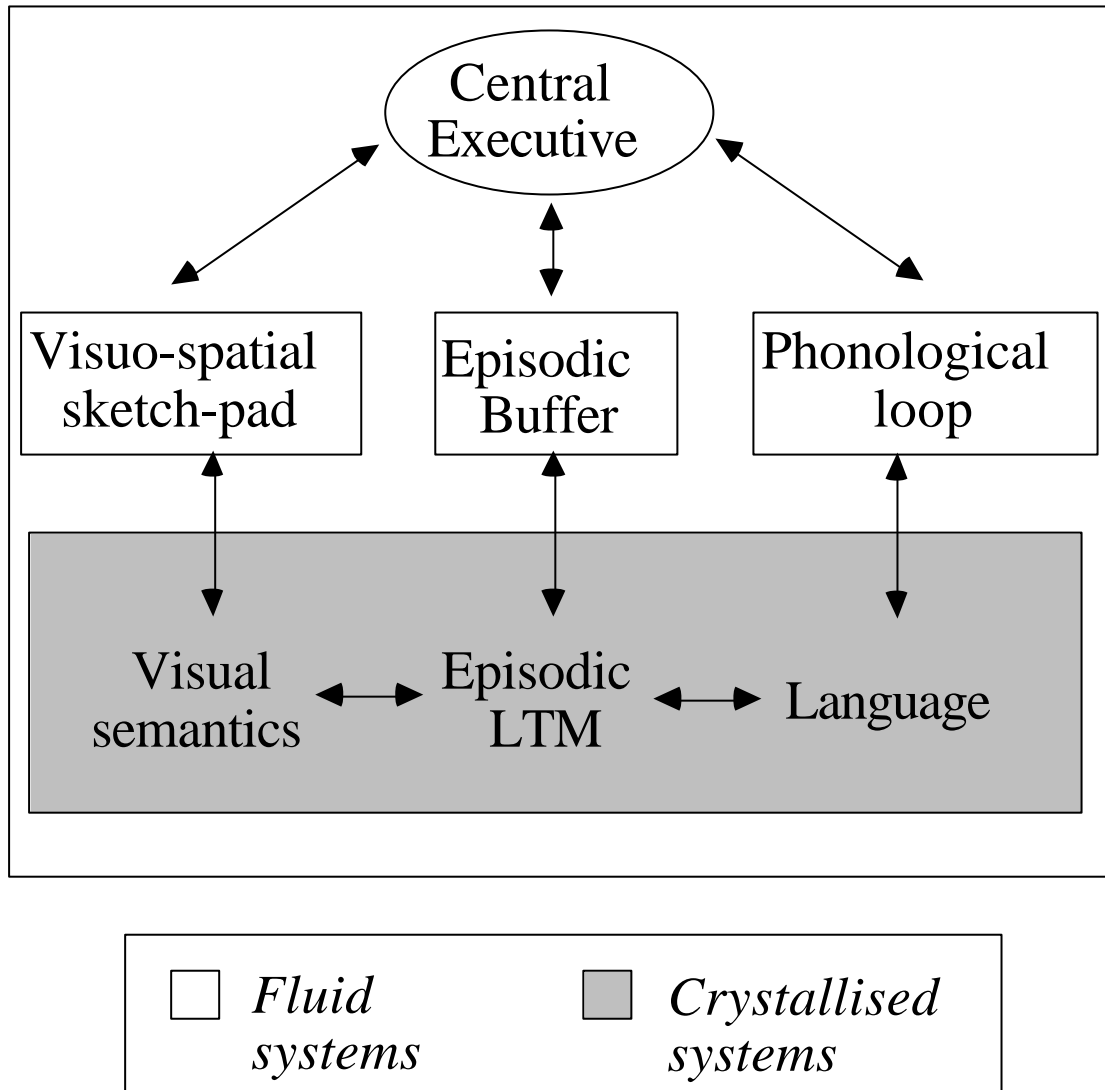 Central
Executive
Visuo-spatial
sketch-pad
Episodic
Buffer
Phonological
loop
Visual
semantics
Episodic
LTM
Language
Fluid
systems
Crystallised
systems